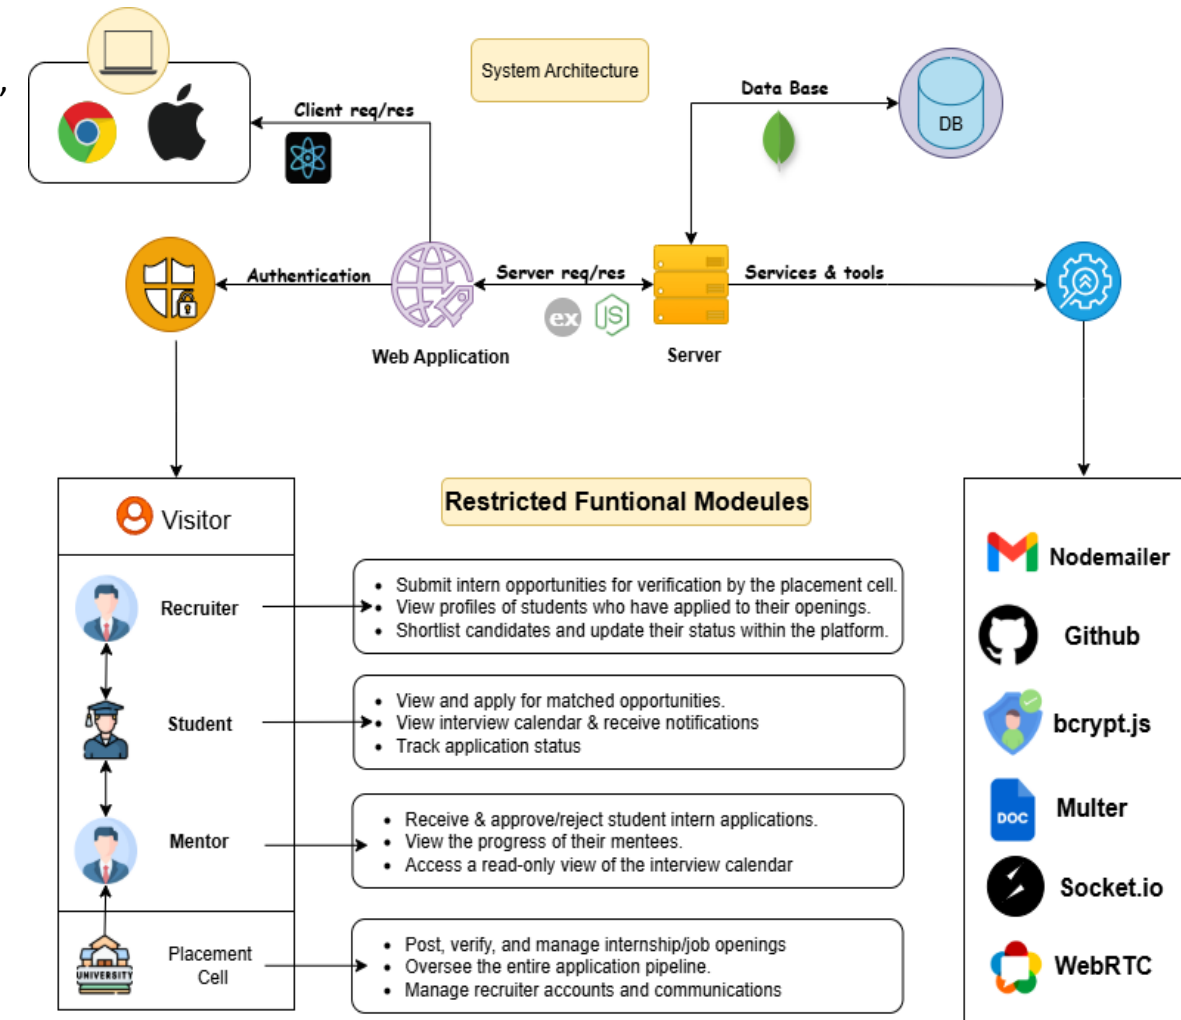 ,
System Architecture
Client req/res
Data Base
DB
Authentication
Server req/res
Services & tools
ex
JS
Web Application
Server
Visitor
Restricted Funtional Modeules
Recruiter
• Submit intern opportunities for verification by the placement cell.
• View profiles of students who have applied to their openings.
• Shortlist candidates and update their status within the platform.
Student
• View and apply for matched opportunities.
• View interview calendar & receive notifications
• Track application status
Mentor
• Receive & approve/reject student intern applications.
• View the progress of their mentees.
• Access a read-only view of the interview calendar
UNIVERSITY
Placement
Cell
• Post, verify, and manage internship/job openings
• Oversee the entire application pipeline.
• Manage recruiter accounts and communications
Nodemailer
Github
bcrypt.js
DOC
Multer
Socket.io
WebRTC